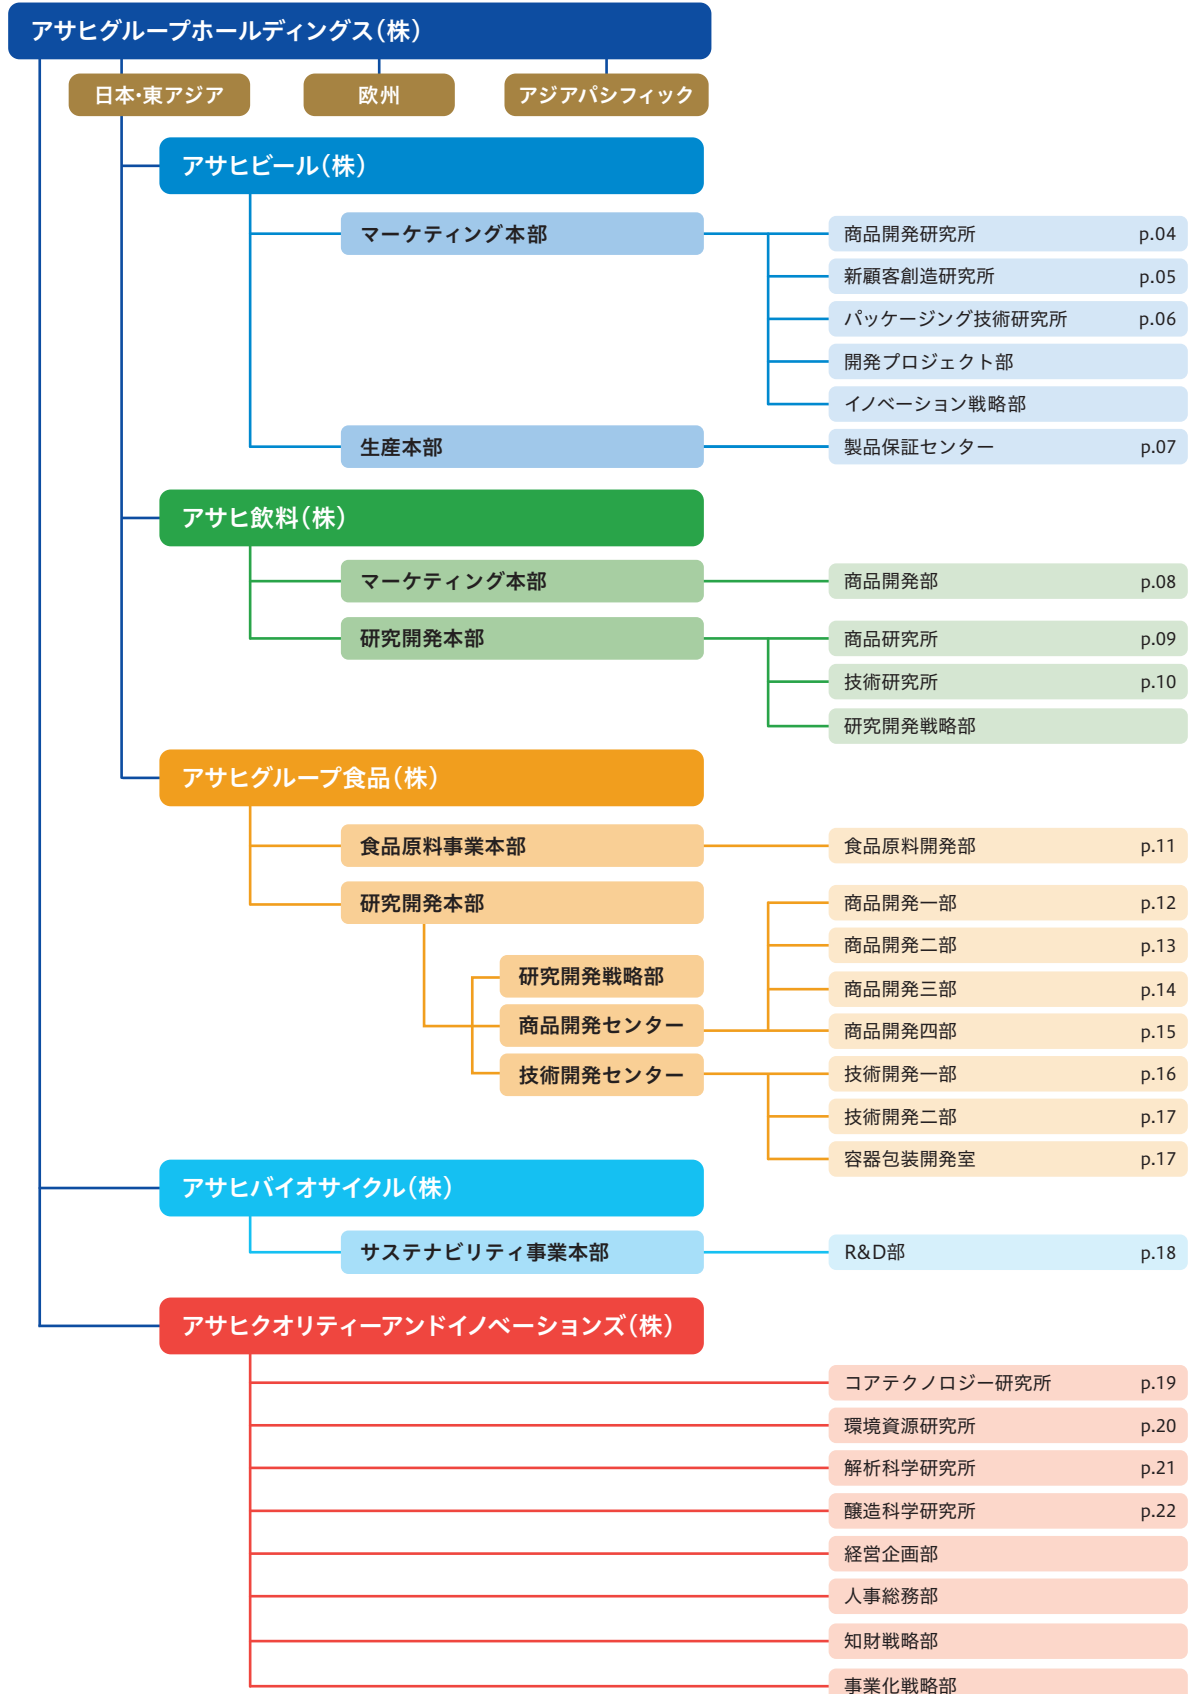 アサヒグループホールディングス(株)
日本・東アジア
欧州
アジアパシフィック
アサヒビール(株)
マーケティング本部
商品開発研究所 p.04
新顧客創造研究所 p.05
パッケージング技術研究所 p.06
開発プロジェクト部
イノベーション戦略部
生産本部
製品保証センター p.07
アサヒ飲料(株)
マーケティング本部
商品開発部 p.08
研究開発本部
商品研究所 p.09
技術研究所 p.10
研究開発戦略部
アサヒグループ食品(株)
食品原料事業本部
食品原料開発部 p.11
研究開発本部
研究開発戦略部
商品開発センター
商品開発一部 p.12
商品開発二部 p.13
商品開発三部 p.14
商品開発四部 p.15
技術開発センター
技術開発一部 p.16
技術開発二部 p.17
容器包装開発室 p.17
アサヒバイオサイクル(株)
サステナビリティ事業本部
R&D部 p.18
アサヒクオリティーアンドイノベーションズ(株)
コアテクノロジー研究所 p.19
環境資源研究所 p.20
解析科学研究所 p.21
醸造科学研究所 p.22
経営企画部
人事総務部
知財戦略部
事業化戦略部